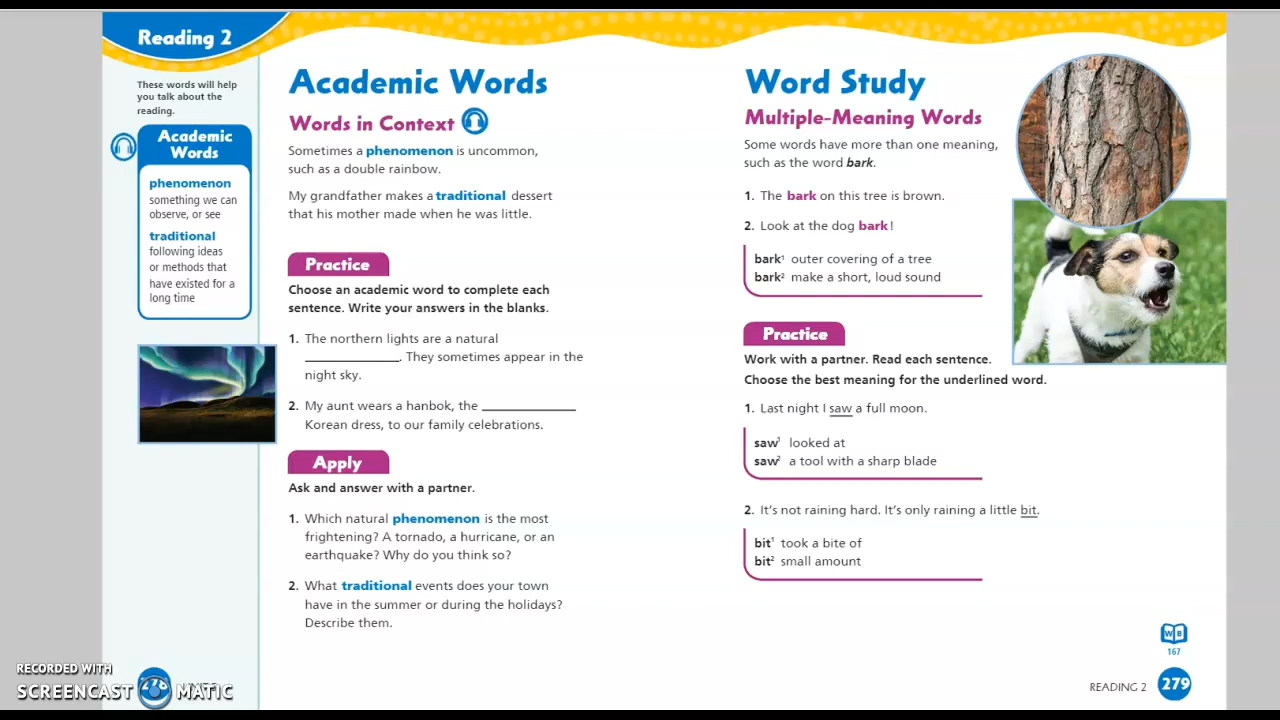 Reading 2
These words will help
you talk about the
reading.
Academic
Words
phenomenon
something we can
observe, or see
traditional
following ideas
or methods that
have existed for a
long time
Academic Words
Words in Context
Sometimes a phenomenon is uncommon,
such as a double rainbow.
My grandfather makes a traditional dessert
that his mother made when he was little.
Practice
Choose an academic word to complete each
sentence. Write your answers in the blanks.
1. The northern lights are a natural
______________. They sometimes appear in the
night sky.
2. My aunt wears a hanbok, the ______________
Korean dress, to our family celebrations.
Apply
Ask and answer with a partner.
1. Which natural phenomenon is the most
frightening? A tornado, a hurricane, or an
earthquake? Why do you think so?
2. What traditional events does your town
have in the summer or during the holidays?
Describe them.
Word Study
Multiple-Meaning Words
Some words have more than one meaning,
such as the word bark.
1. The bark on this tree is brown.
2. Look at the dog bark!
bark¹ outer covering of a tree
bark² make a short, loud sound
Practice
Work with a partner. Read each sentence.
Choose the best meaning for the underlined word.
1. Last night I saw a full moon.
saw¹ looked at
saw² a tool with a sharp blade
2. It's not raining hard. It's only raining a little bit.
bit¹ took a bite of
bit² small amount
WB
167
READING 2 279
RECORDED WITH
SCREENCAST MATIC